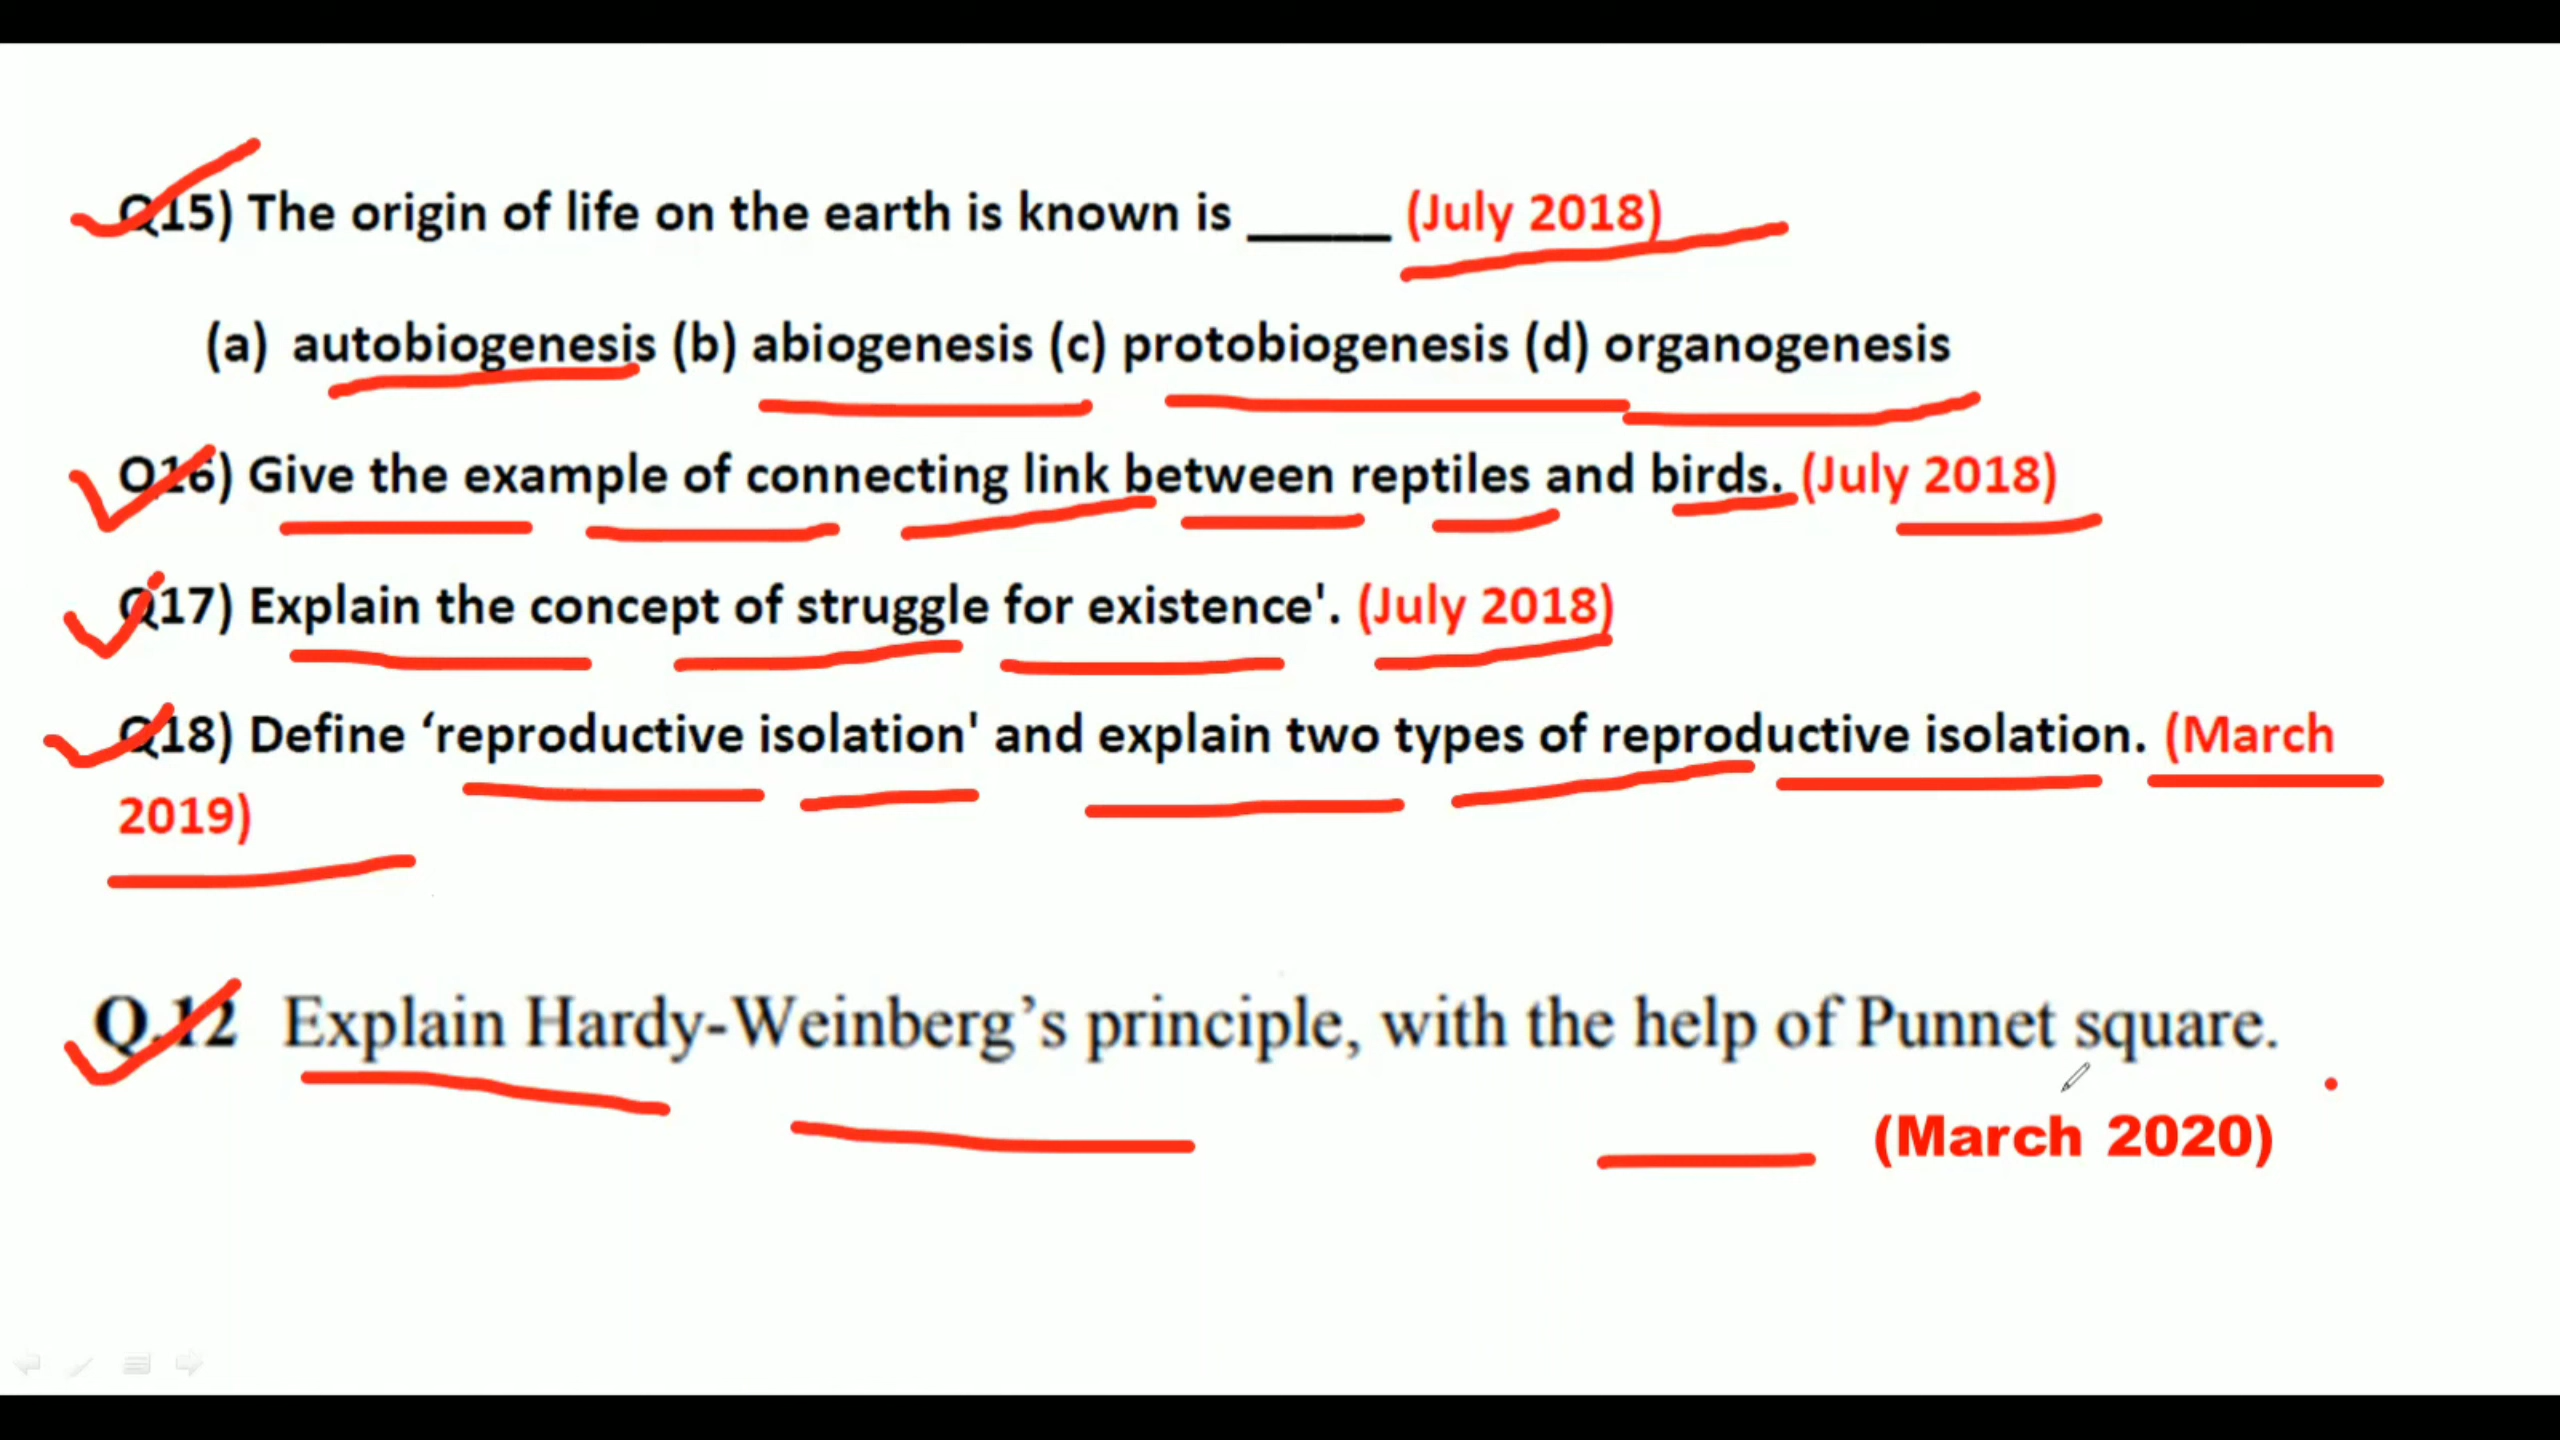 Q15) The origin of life on the earth is known is _____ (July 2018)
(a) autobiogenesis (b) abiogenesis (c) protobiogenesis (d) organogenesis
Q16) Give the example of connecting link between reptiles and birds. (July 2018)
Q17) Explain the concept of struggle for existence'. (July 2018)
Q18) Define ‘reproductive isolation' and explain two types of reproductive isolation. (March
2019)
Q.12 Explain Hardy-Weinberg’s principle, with the help of Punnet square.
(March 2020)